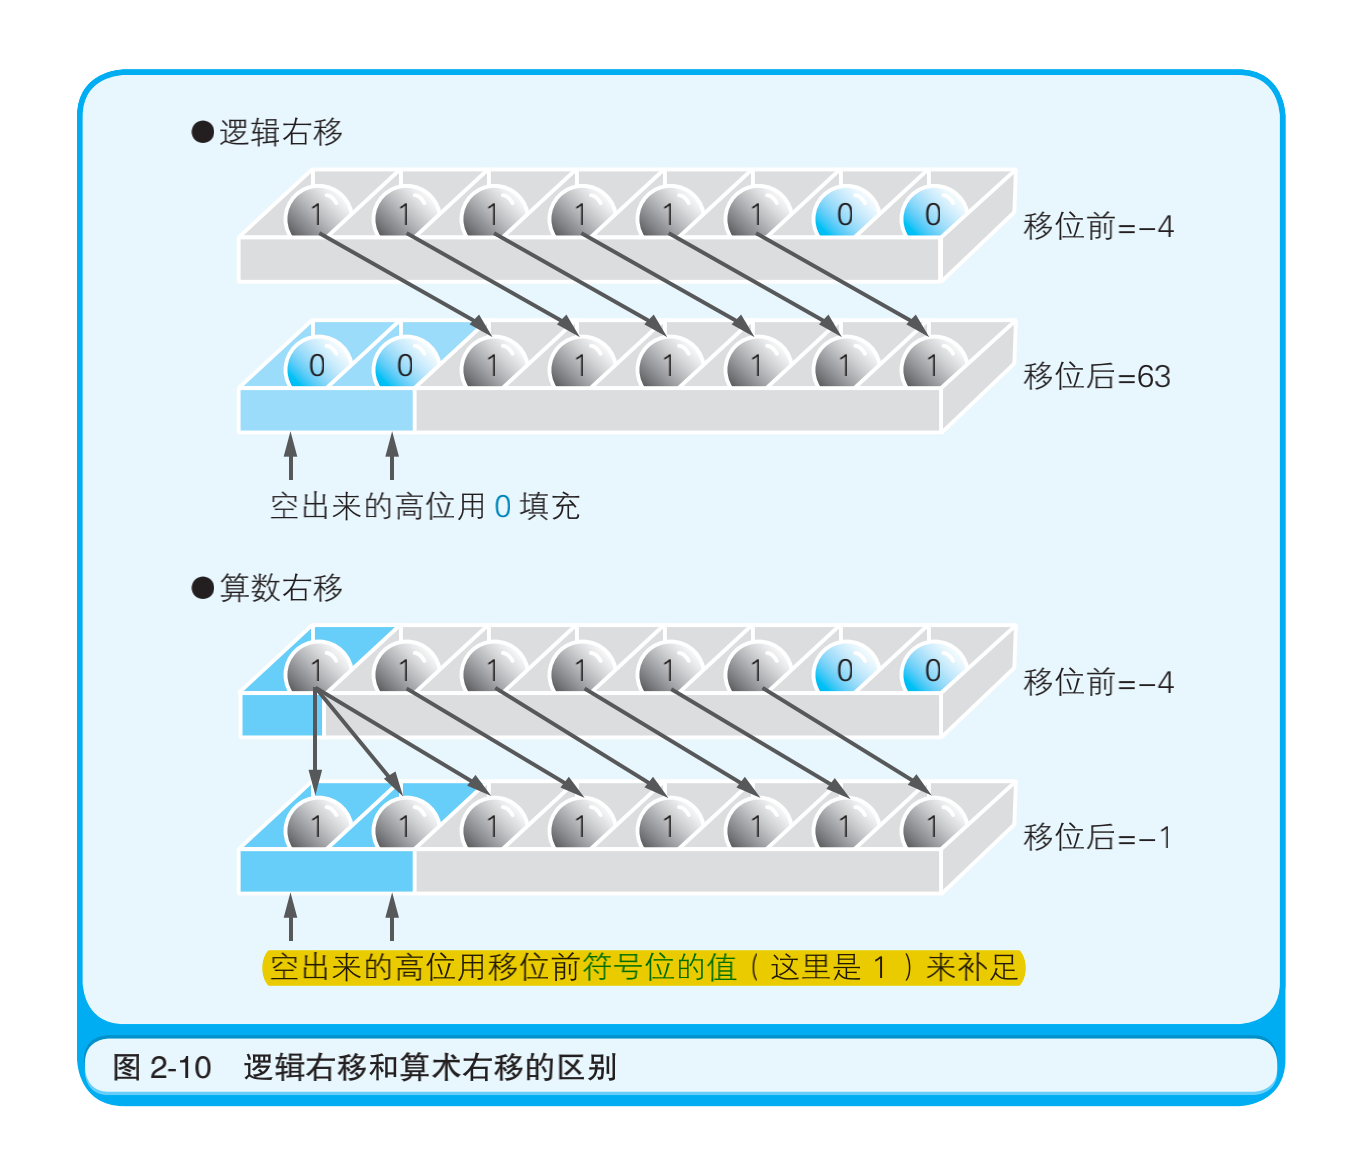 ●逻辑右移
1 1 1 1 1 1 0 0 移位前=−4
0 0 1 1 1 1 1 1 移位后=63
空出来的高位用 0 填充
●算数右移
1 1 1 1 1 1 0 0 移位前=−4
1 1 1 1 1 1 1 1 移位后=−1
空出来的高位用移位前符号位的值（这里是 1 ）来补足
图 2-10 逻辑右移和算术右移的区别